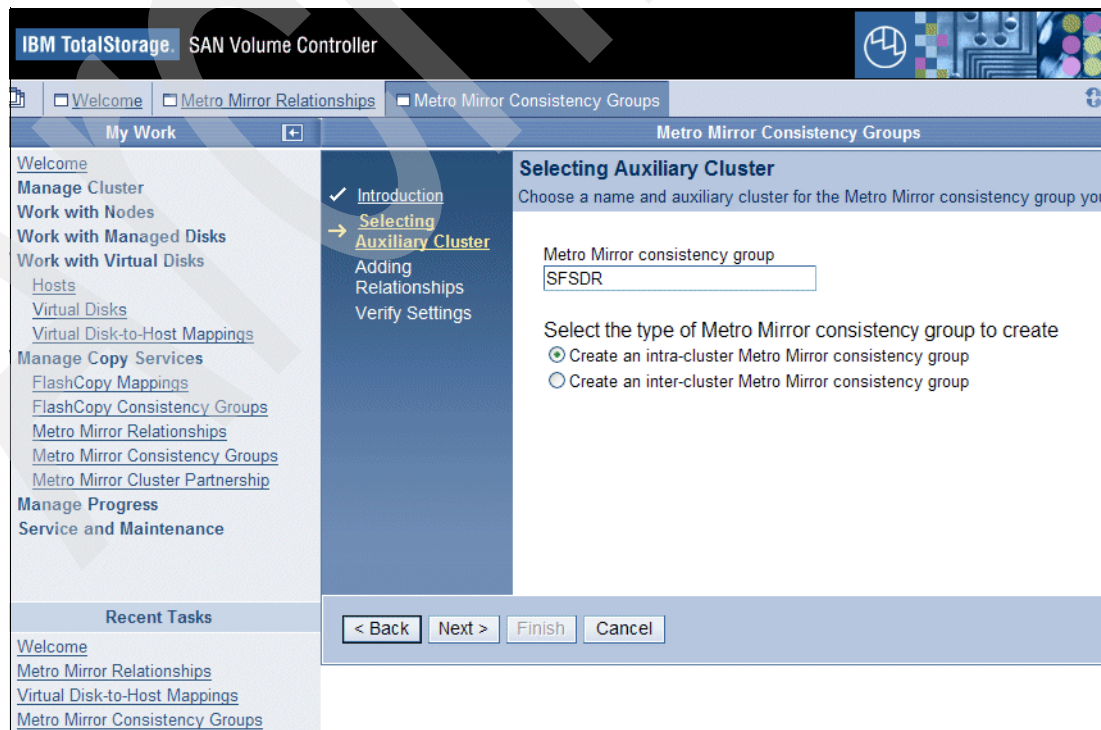 IBM TotalStorage. SAN Volume Controller
Welcome
Metro Mirror Relationships
Metro Mirror Consistency Groups
My Work
Metro Mirror Consistency Groups
Welcome
Manage Cluster
Work with Nodes
Work with Managed Disks
Work with Virtual Disks
Hosts
Virtual Disks
Virtual Disk-to-Host Mappings
Manage Copy Services
FlashCopy Mappings
FlashCopy Consistency Groups
Metro Mirror Relationships
Metro Mirror Consistency Groups
Metro Mirror Cluster Partnership
Manage Progress
Service and Maintenance
Recent Tasks
Welcome
Metro Mirror Relationships
Virtual Disk-to-Host Mappings
Metro Mirror Consistency Groups
Introduction
Selecting
Auxiliary Cluster
Adding
Relationships
Verify Settings
Selecting Auxiliary Cluster
Choose a name and auxiliary cluster for the Metro Mirror consistency group you
Metro Mirror consistency group
SFSDR
Select the type of Metro Mirror consistency group to create
Create an intra-cluster Metro Mirror consistency group
Create an inter-cluster Metro Mirror consistency group
< Back
Next >
Finish
Cancel